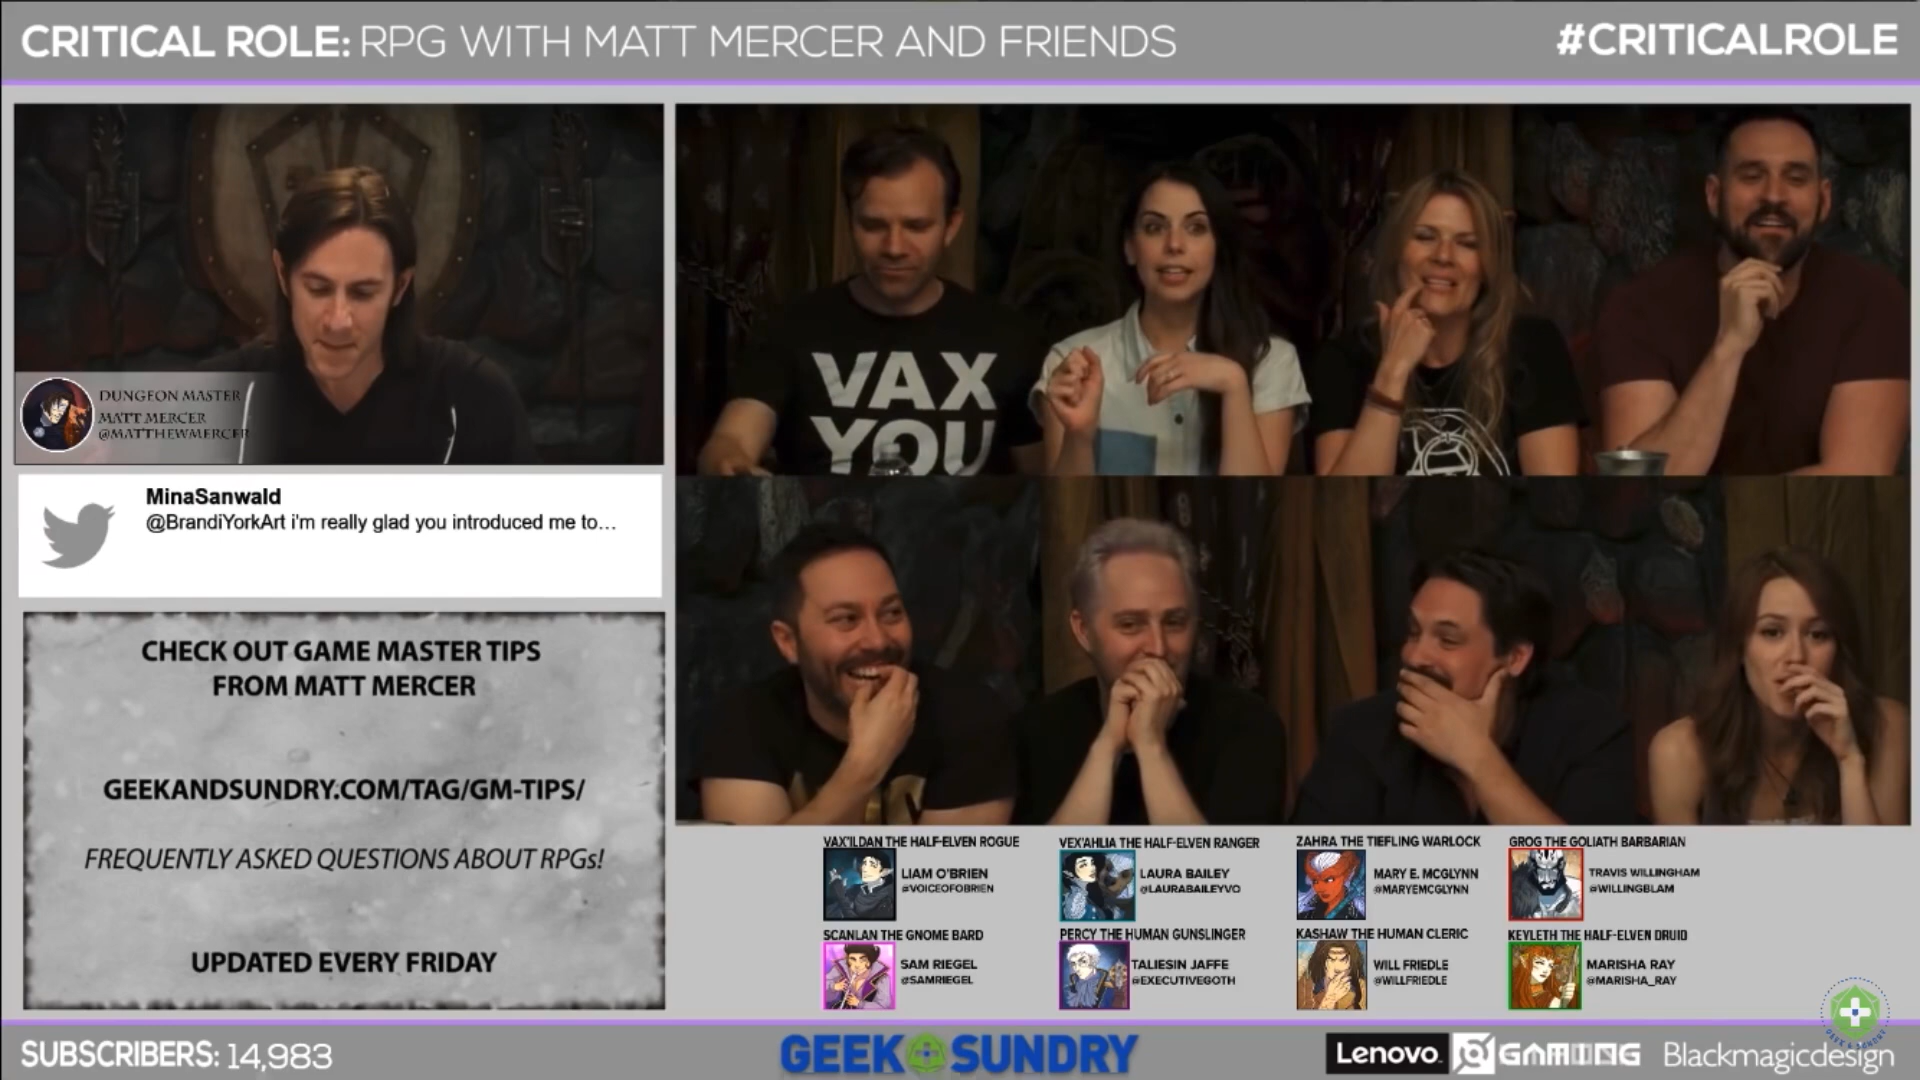 CRITICAL ROLE: RPG WITH MATT MERCER AND FRIENDS
#CRITICALROLE
DUNGEON MASTER
MATT MERCER
@MATTHEWMERCER
VAX
YOU
MinaSanwald
@BrandiYorkArt i'm really glad you introduced me to…
CHECK OUT GAME MASTER TIPS
FROM MATT MERCER
GEEKANDSUNDRY.COM/TAG/GM-TIPS/
FREQUENTLY ASKED QUESTIONS ABOUT RPGs!
UPDATED EVERY FRIDAY
VAX'ILDAN THE HALF-ELVEN ROGUE
LIAM O'BRIEN
@VOICEOFOBRIEN
VEX'AHLIA THE HALF-ELVEN RANGER
LAURA BAILEY
@LAURABAILEYVO
ZAHRA THE TIEFLING WARLOCK
MARY E. MCGLYNN
@MARYEMCGLYNN
GROG THE GOLIATH BARBARIAN
TRAVIS WILLINGHAM
@WILLINGBLAM
SCANLAN THE GNOME BARD
SAM RIEGEL
@SAMRIEGEL
PERCY THE HUMAN GUNSLINGER
TALIESIN JAFFE
@EXECUTIVEGOTH
KASHAW THE HUMAN CLERIC
WILL FRIEDLE
@WILLFRIEDLE
KEYLETH THE HALF-ELVEN DRUID
MARISHA RAY
@MARISHA_RAY
SUBSCRIBERS: 14,983
GEEK SUNDRY
Lenovo
GAMING
Blackmagicdesign